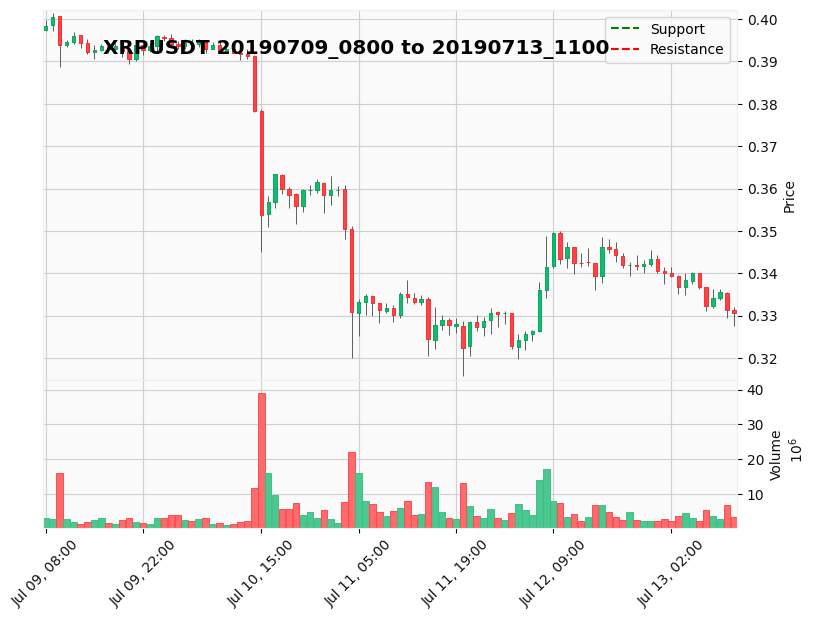 XRPUSDT 20190709_0800 to 20190713_1100
Support
Resistance
0.40
0.39
0.38
0.37
0.36
0.35
0.34
0.33
0.32
Price
40
30
20
10
Volume
10^6
Jul 09, 08:00
Jul 09, 22:00
Jul 10, 15:00
Jul 11, 05:00
Jul 11, 19:00
Jul 12, 09:00
Jul 13, 02:00